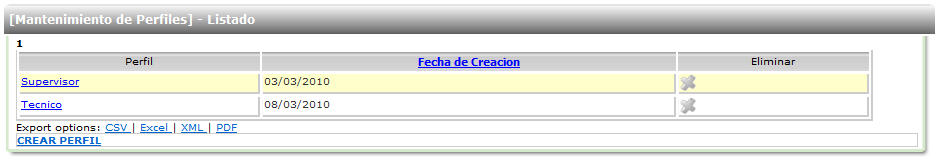 [Mantenimiento de Perfiles] - Listado
1
Perfil Fecha de Creacion Eliminar
Supervisor 03/03/2010
Tecnico 08/03/2010
Export options: CSV | Excel | XML | PDF
CREAR PERFIL